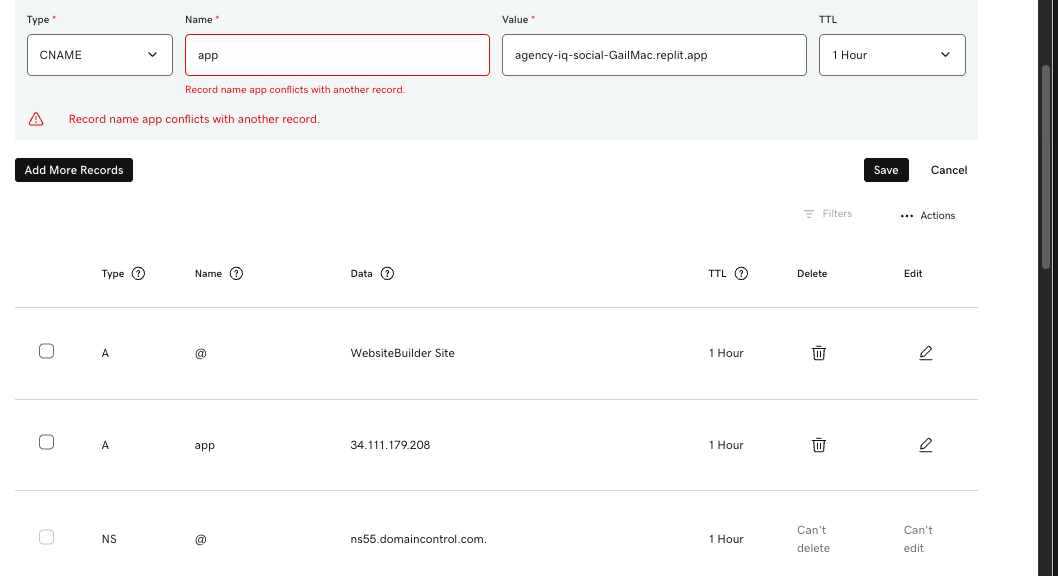 Type * Name * Value * TTL
CNAME app agency-iq-social-GailMac.replit.app 1 Hour
Record name app conflicts with another record.
Record name app conflicts with another record.
Add More Records Save Cancel
Filters ••• Actions
Type ? Name ? Data ? TTL ? Delete Edit
A @ WebsiteBuilder Site 1 Hour
A app 34.111.179.208 1 Hour
NS @ ns55.domaincontrol.com. 1 Hour Can't delete Can't edit